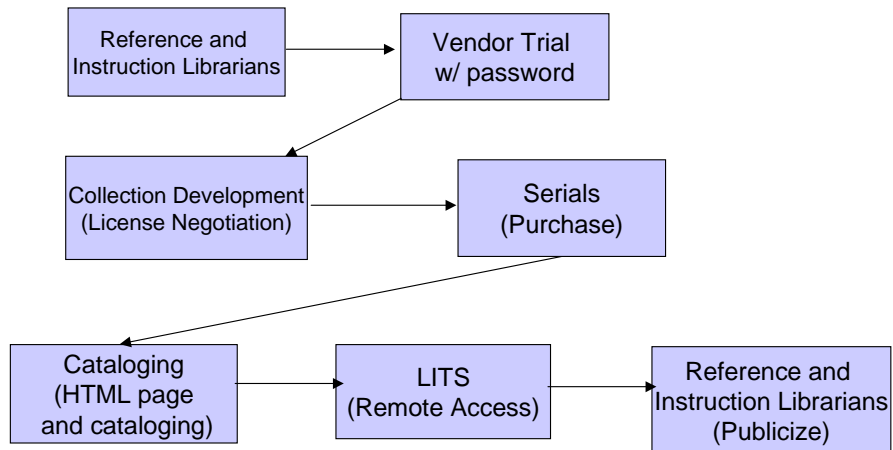 Reference and
Instruction Librarians
Vendor Trial
w/ password
Collection Development
(License Negotiation)
Serials
(Purchase)
Cataloging
(HTML page
and cataloging)
LITS
(Remote Access)
Reference and
Instruction Librarians
(Publicize)